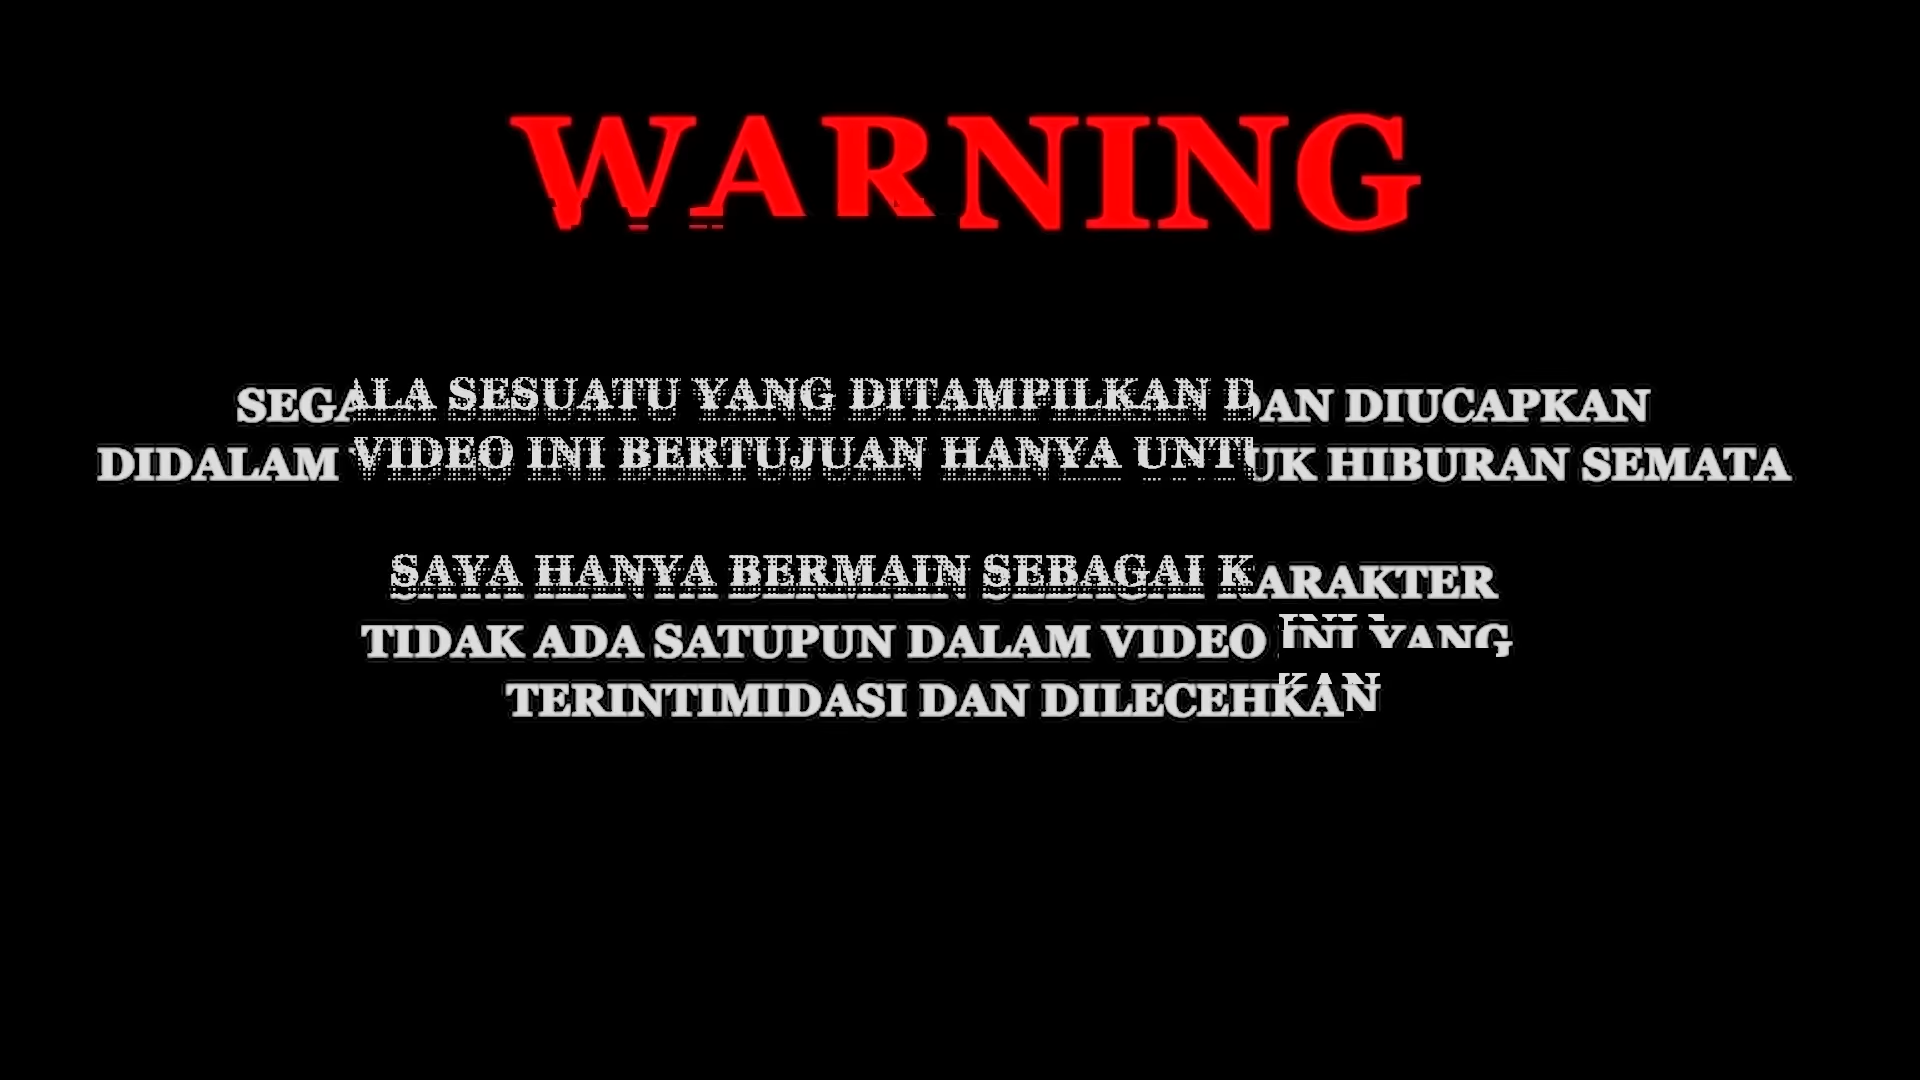 WARNING
SEGALA SESUATU YANG DITAMPILKAN DAN DIUCAPKAN
DIDALAM VIDEO INI BERTUJUAN HANYA UNTUK HIBURAN SEMATA
SAYA HANYA BERMAIN SEBAGAI KARAKTER
TIDAK ADA SATUPUN DALAM VIDEO INI YANG
TERINTIMIDASI DAN DILECEHKAN